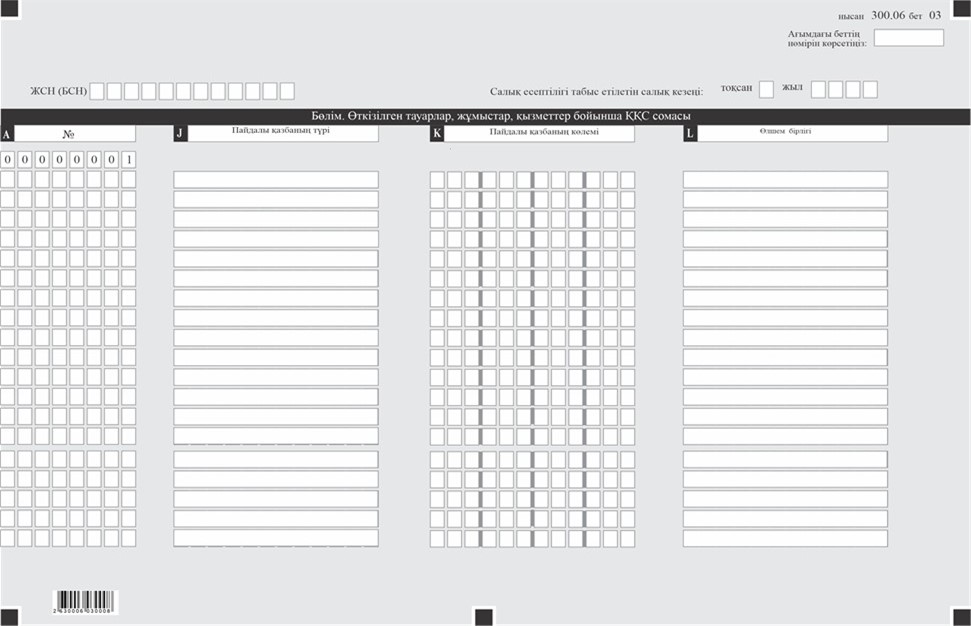 нысан 300.06 бет 03
Ағымдағы беттің
нөмірін көрсетіңіз:
ЖСН (БСН)
Салық есептілігі табыс етілетін салық кезеңі: тоқсан жыл
Бөлім. Өткізілген тауарлар, жұмыстар, қызметтер бойынша ҚҚС сомасы
A № J Пайдалы қазбаның түрі K Пайдалы қазбаның көлемі L Өлшем бірлігі
0 0 0 0 0 0 0 1
2 630006 030008